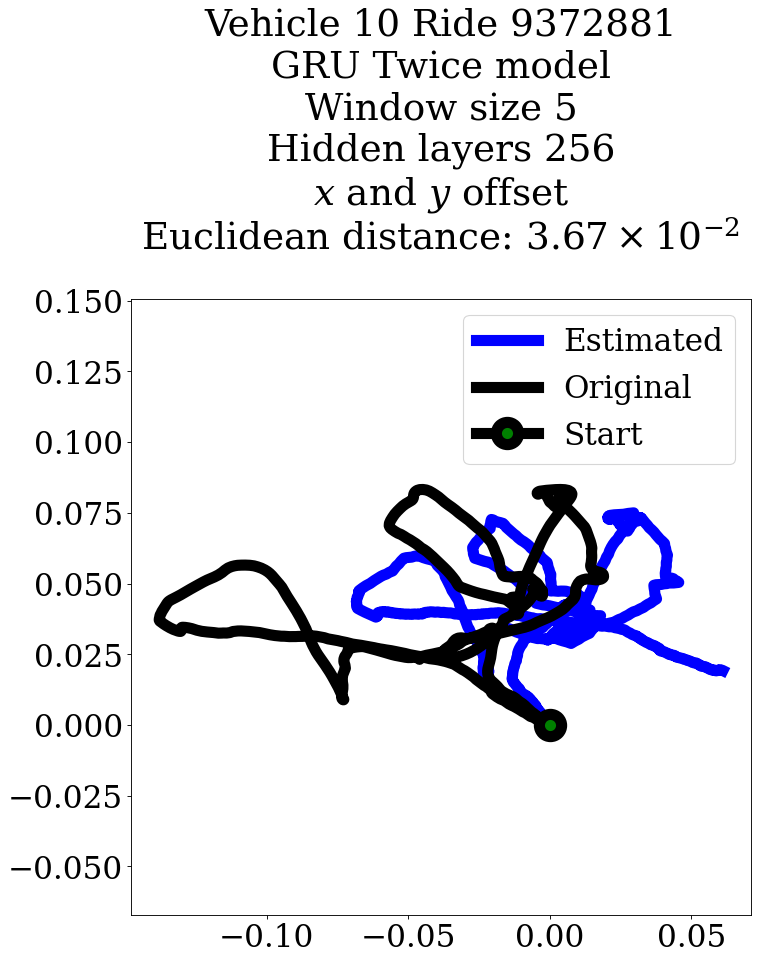 Vehicle 10 Ride 9372881
GRU Twice model
Window size 5
Hidden layers 256
x and y offset
Euclidean distance: 3.67 × 10⁻²
0.150
0.125
0.100
0.075
0.050
0.025
0.000
−0.025
−0.050
Estimated
Original
Start
−0.10
−0.05
0.00
0.05